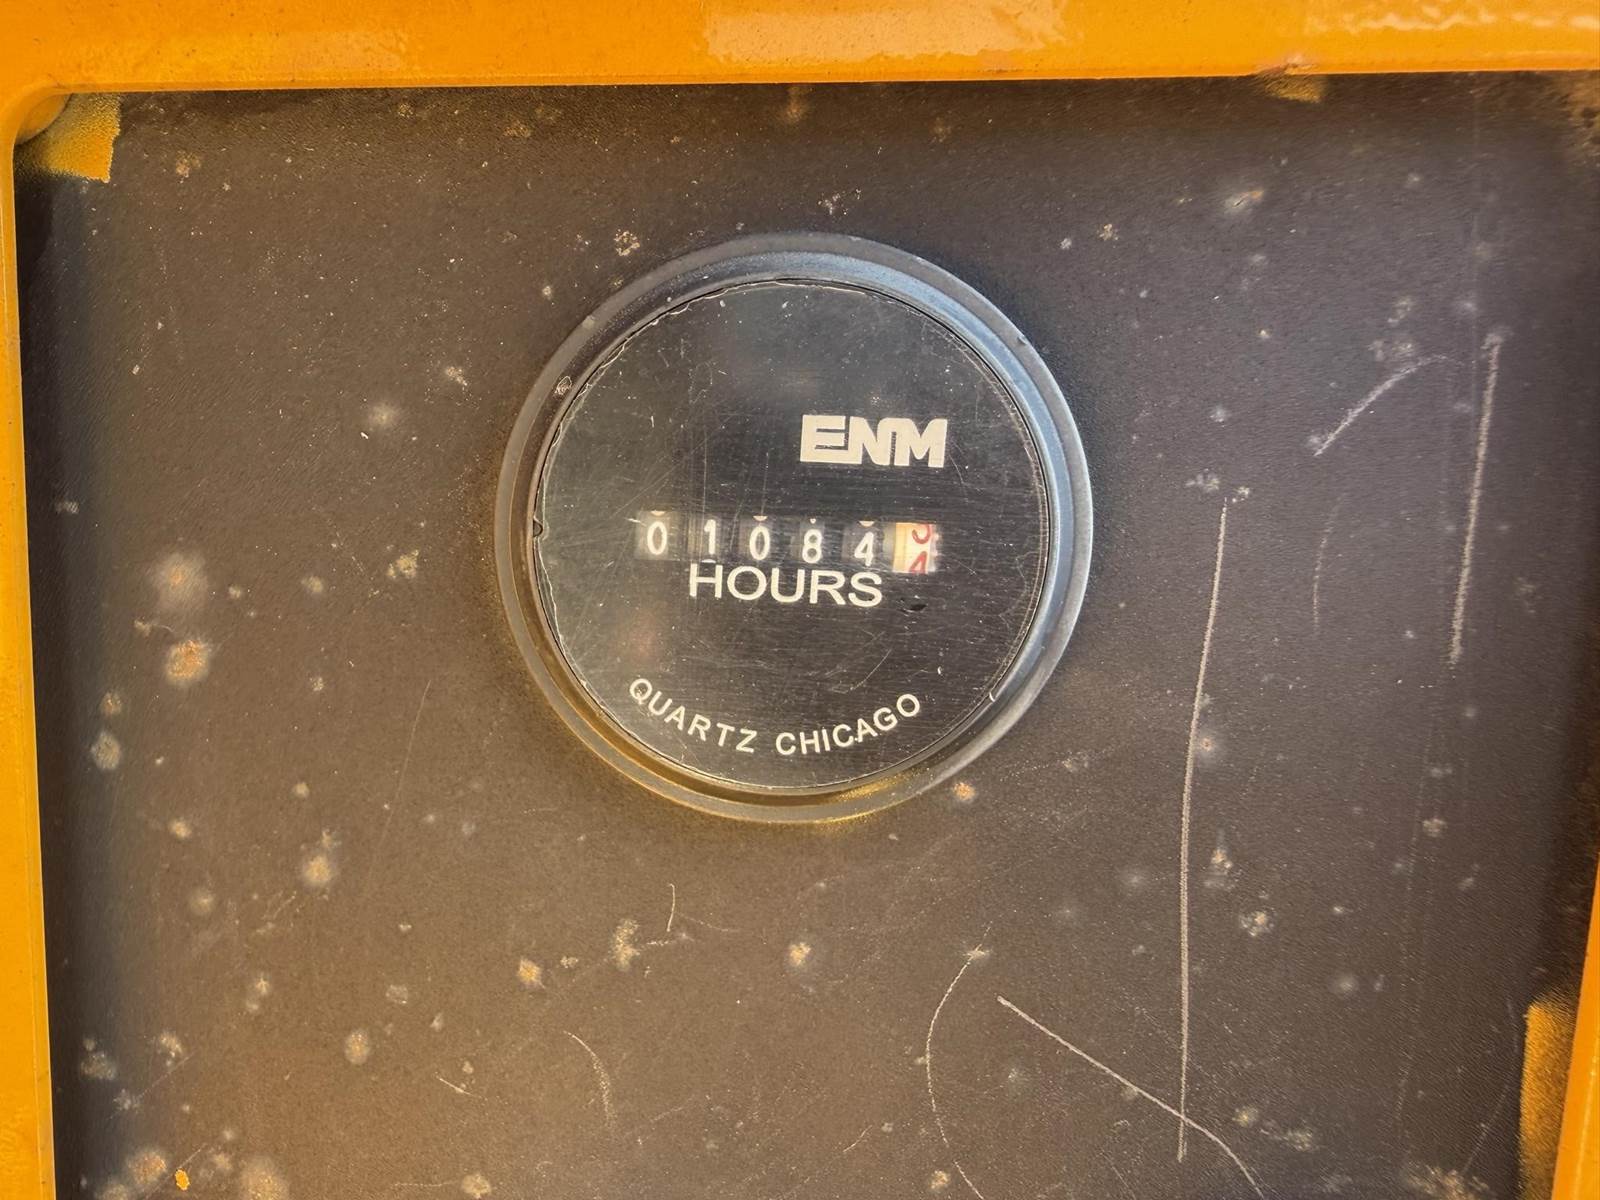 ENM
01084
HOURS
QUARTZ CHICAGO